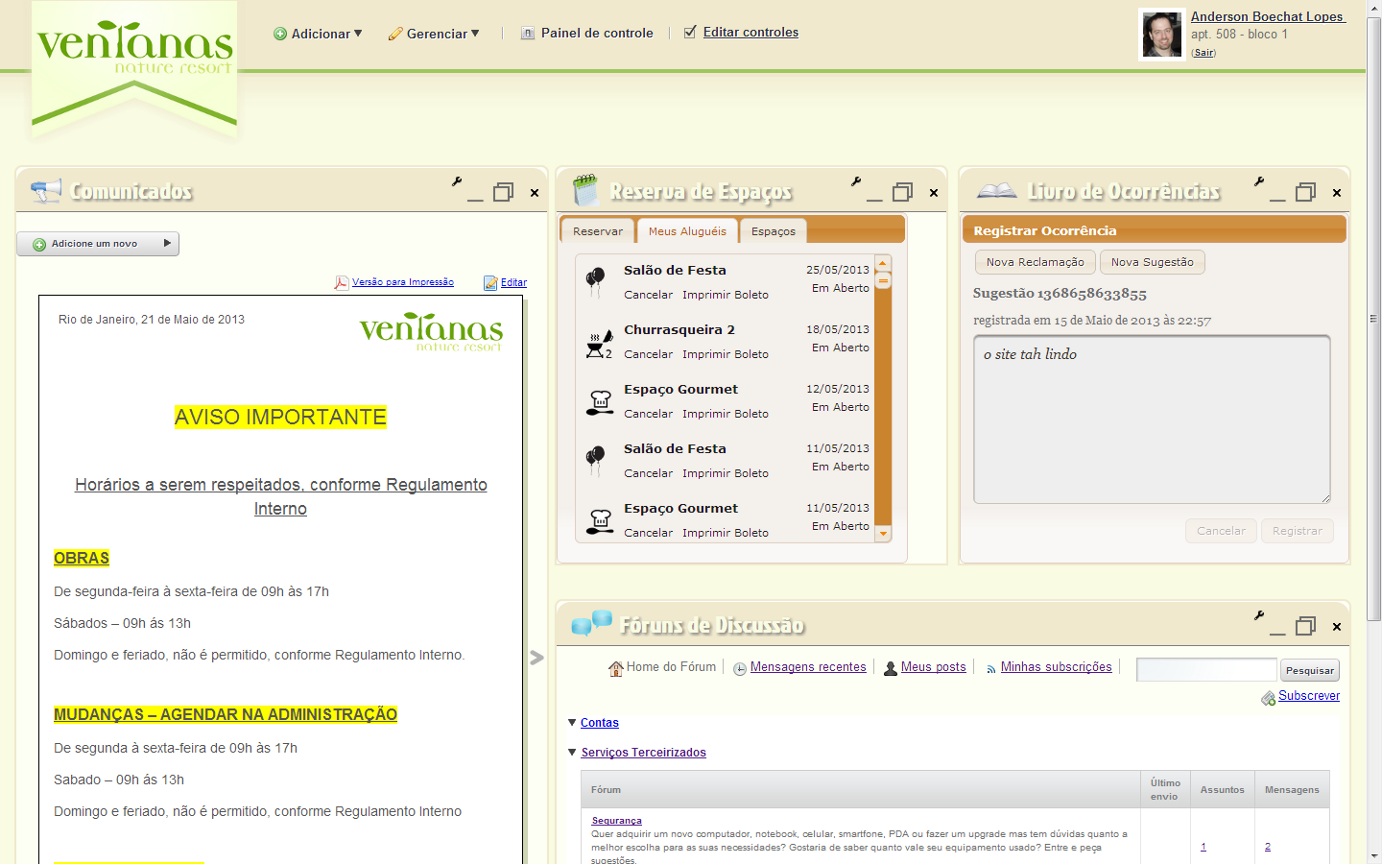 ventanas
nature resort
Adicionar
Gerenciar
Painel de controle
Editar controles
Anderson Boechat Lopes
apt. 508 - bloco 1
(Sair)
Comunicados
Adicione um novo
Versão para Impressão
Editar
Rio de Janeiro, 21 de Maio de 2013
ventanas
nature resort
AVISO IMPORTANTE
Horários a serem respeitados, conforme Regulamento
Interno
OBRAS
De segunda-feira à sexta-feira de 09h às 17h
Sábados – 09h ás 13h
Domingo e feriado, não é permitido, conforme Regulamento Interno.
MUDANÇAS – AGENDAR NA ADMINISTRAÇÃO
De segunda à sexta-feira de 09h às 17h
Sabado – 09h ás 13h
Domingo e feriado, não é permitido, conforme Regulamento Interno
Reserva de Espaços
Reservar
Meus Aluguéis
Espaços
Salão de Festa 25/05/2013
Cancelar Imprimir Boleto Em Aberto
Churrasqueira 2 18/05/2013
2 Cancelar Imprimir Boleto Em Aberto
Espaço Gourmet 12/05/2013
Cancelar Imprimir Boleto Em Aberto
Salão de Festa 11/05/2013
Cancelar Imprimir Boleto Em Aberto
Espaço Gourmet 11/05/2013
Cancelar Imprimir Boleto Em Aberto
Livro de Ocorrências
Registrar Ocorrência
Nova Reclamação
Nova Sugestão
Sugestão 1368658633855
registrada em 15 de Maio de 2013 às 22:57
o site tah lindo
Cancelar
Registrar
Fóruns de Discussão
Home do Fórum
Mensagens recentes
Meus posts
Minhas subscrições
Pesquisar
Subscrever
Contas
Serviços Terceirizados
Fórum
Último
envio
Assuntos
Mensagens
Segurança
Quer adquirir um novo computador, notebook, celular, smartfone, PDA ou fazer um upgrade mas tem dúvidas quanto a
melhor escolha para as suas necessidades? Gostaria de saber quanto vale seu equipamento usado? Entre e peça
sugestões.
1
2